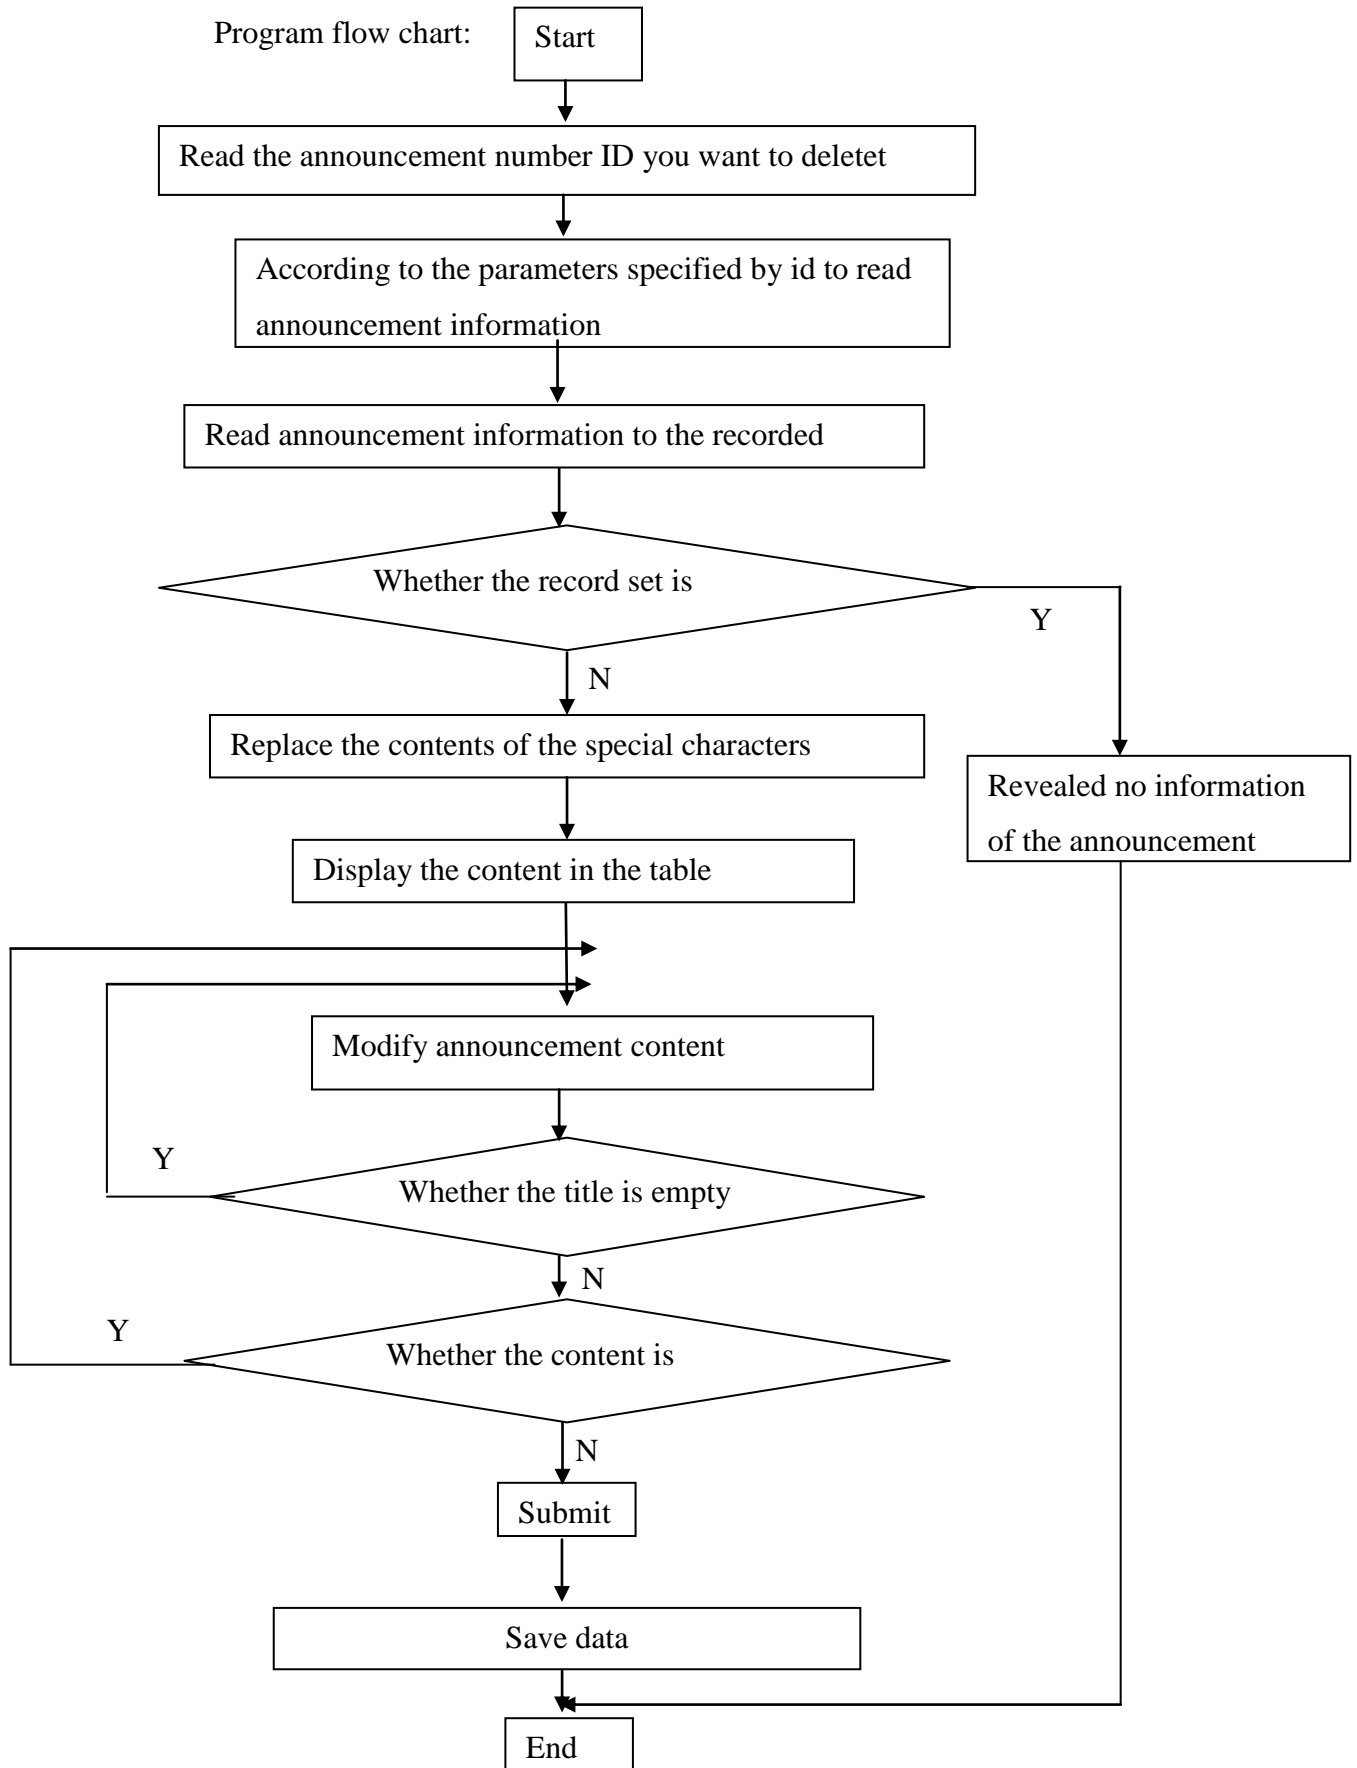 Program flow chart:
Start
Read the announcement number ID you want to deletet
According to the parameters specified by id to read
announcement information
Read announcement information to the recorded
Whether the record set is
Y
N
Replace the contents of the special characters
Revealed no information
of the announcement
Display the content in the table
Modify announcement content
Y
Whether the title is empty
N
Y
Whether the content is
N
Submit
Save data
End